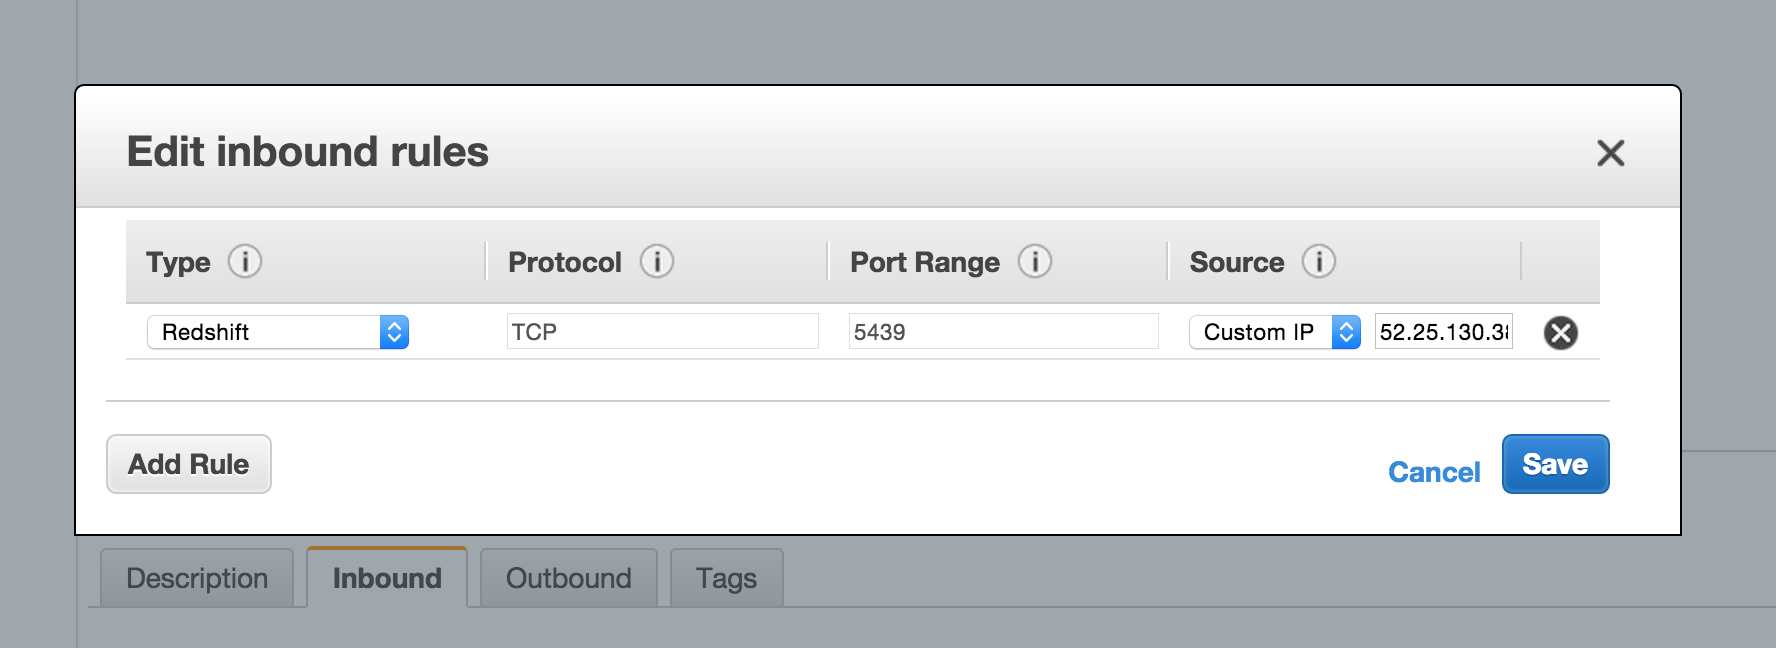 Edit inbound rules
Type Protocol Port Range Source
Redshift TCP 5439 Custom IP 52.25.130.3
Add Rule Cancel Save
Description Inbound Outbound Tags